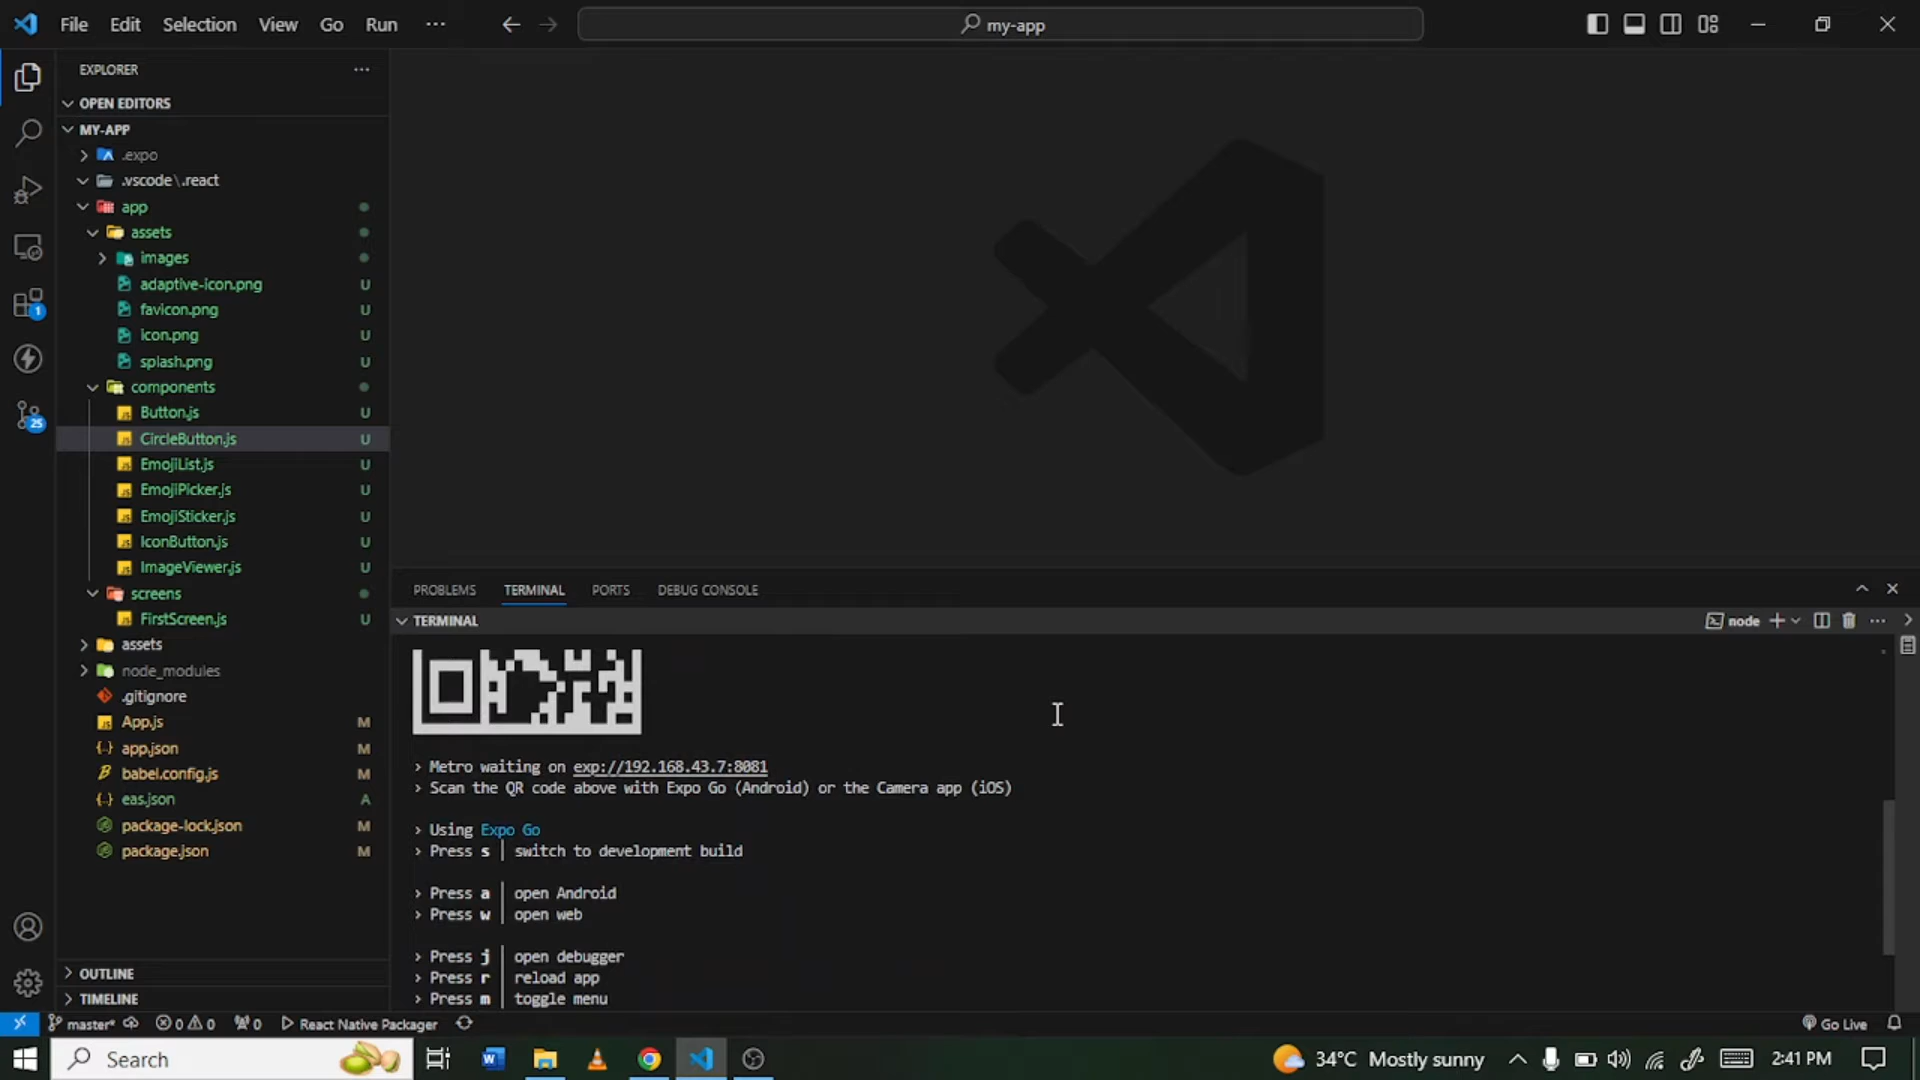 File Edit Selection View Go Run ...
my-app
EXPLORER
OPEN EDITORS
MY-APP
.expo
.vscode \ .react
app
assets
images
adaptive-icon.png U
favicon.png U
icon.png U
splash.png U
components
Button.js U
CircleButton.js U
EmojiList.js U
EmojiPicker.js U
EmojiSticker.js U
IconButton.js U
ImageViewer.js U
screens
FirstScreen.js U
assets
node_modules
.gitignore
App.js M
app.json M
babel.config.js M
eas.json A
package-lock.json M
package.json M
OUTLINE
TIMELINE
1
25
PROBLEMS TERMINAL PORTS DEBUG CONSOLE
TERMINAL
node
› Metro waiting on exp://192.168.43.7:8081
› Scan the QR code above with Expo Go (Android) or the Camera app (iOS)
› Using Expo Go
› Press s │ switch to development build
› Press a │ open Android
› Press w │ open web
› Press j │ open debugger
› Press r │ reload app
› Press m │ toggle menu
master* 0 0 0 React Native Packager
Go Live
Search
34°C Mostly sunny
2:41 PM